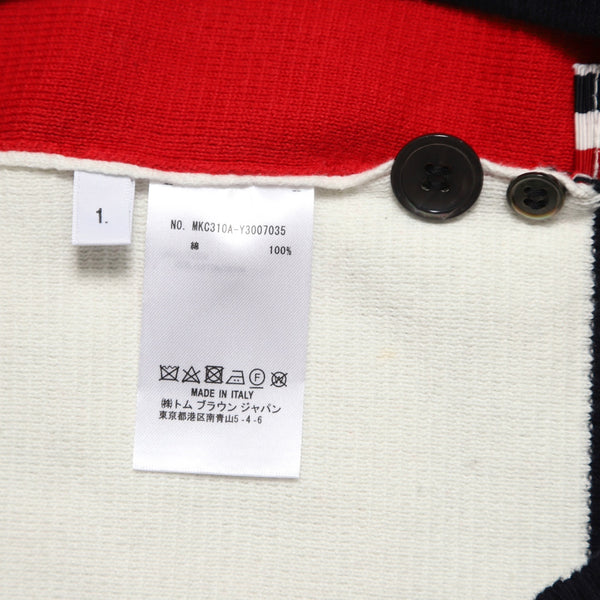 1.
NO. MKC310A-Y3007035
綿 100%
MADE IN ITALY
㈱トム ブラウン ジャパン
東京都港区南青山5-4-6